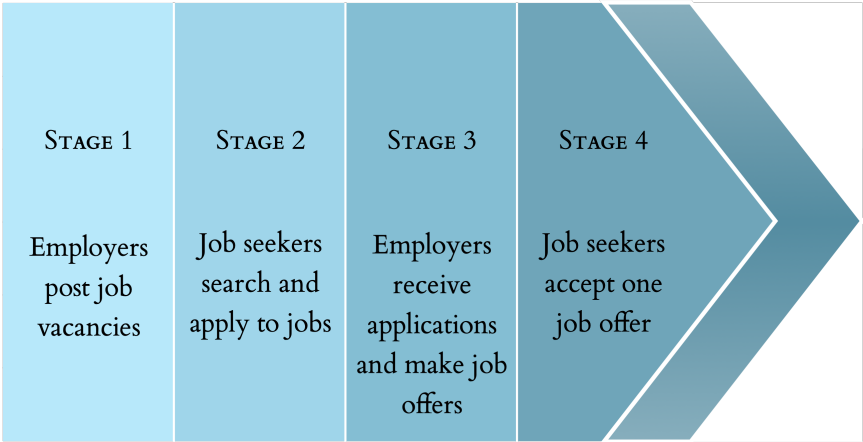 Stage 1
Employers
post job
vacancies
Stage 2
Job seekers
search and
apply to jobs
Stage 3
Employers
receive
applications
and make job
offers
Stage 4
Job seekers
accept one
job offer